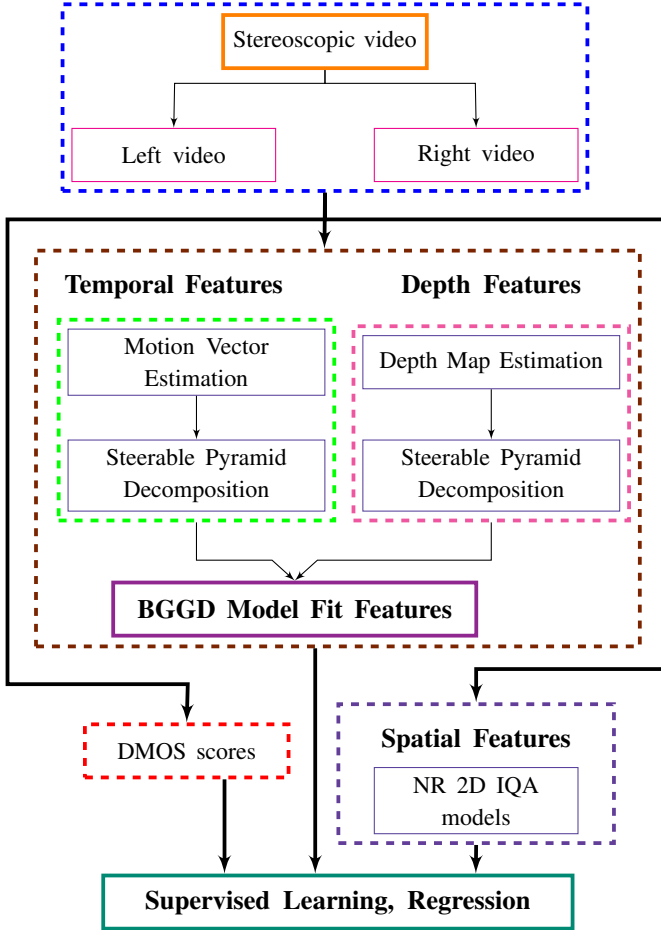 Stereoscopic video
Left video
Right video
Temporal Features
Depth Features
Motion Vector
Estimation
Depth Map Estimation
Steerable Pyramid
Decomposition
Steerable Pyramid
Decomposition
BGGD Model Fit Features
DMOS scores
Spatial Features
NR 2D IQA
models
Supervised Learning, Regression